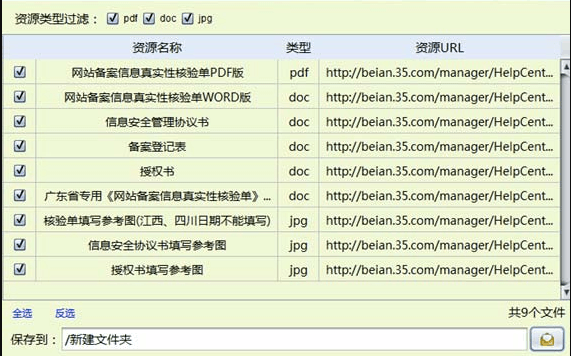 资源类型过滤： pdf doc jpg
资源名称 类型 资源URL
网站备案信息真实性核验单PDF版 pdf http://beian.35.com/manager/HelpCent...
网站备案信息真实性核验单WORD版 doc http://beian.35.com/manager/HelpCent...
信息安全管理协议书 doc http://beian.35.com/manager/HelpCent...
备案登记表 doc http://beian.35.com/manager/HelpCent...
授权书 doc http://beian.35.com/manager/HelpCent...
广东省专用《网站备案信息真实性核验单》... doc http://beian.35.com/manager/HelpCent...
核验单填写参考图(江西、四川日期不能填写) jpg http://beian.35.com/manager/HelpCent...
信息安全协议书填写参考图 jpg http://beian.35.com/manager/HelpCent...
授权书填写参考图 jpg http://beian.35.com/manager/HelpCent...
全选 反选 共9个文件
保存到： /新建文件夹